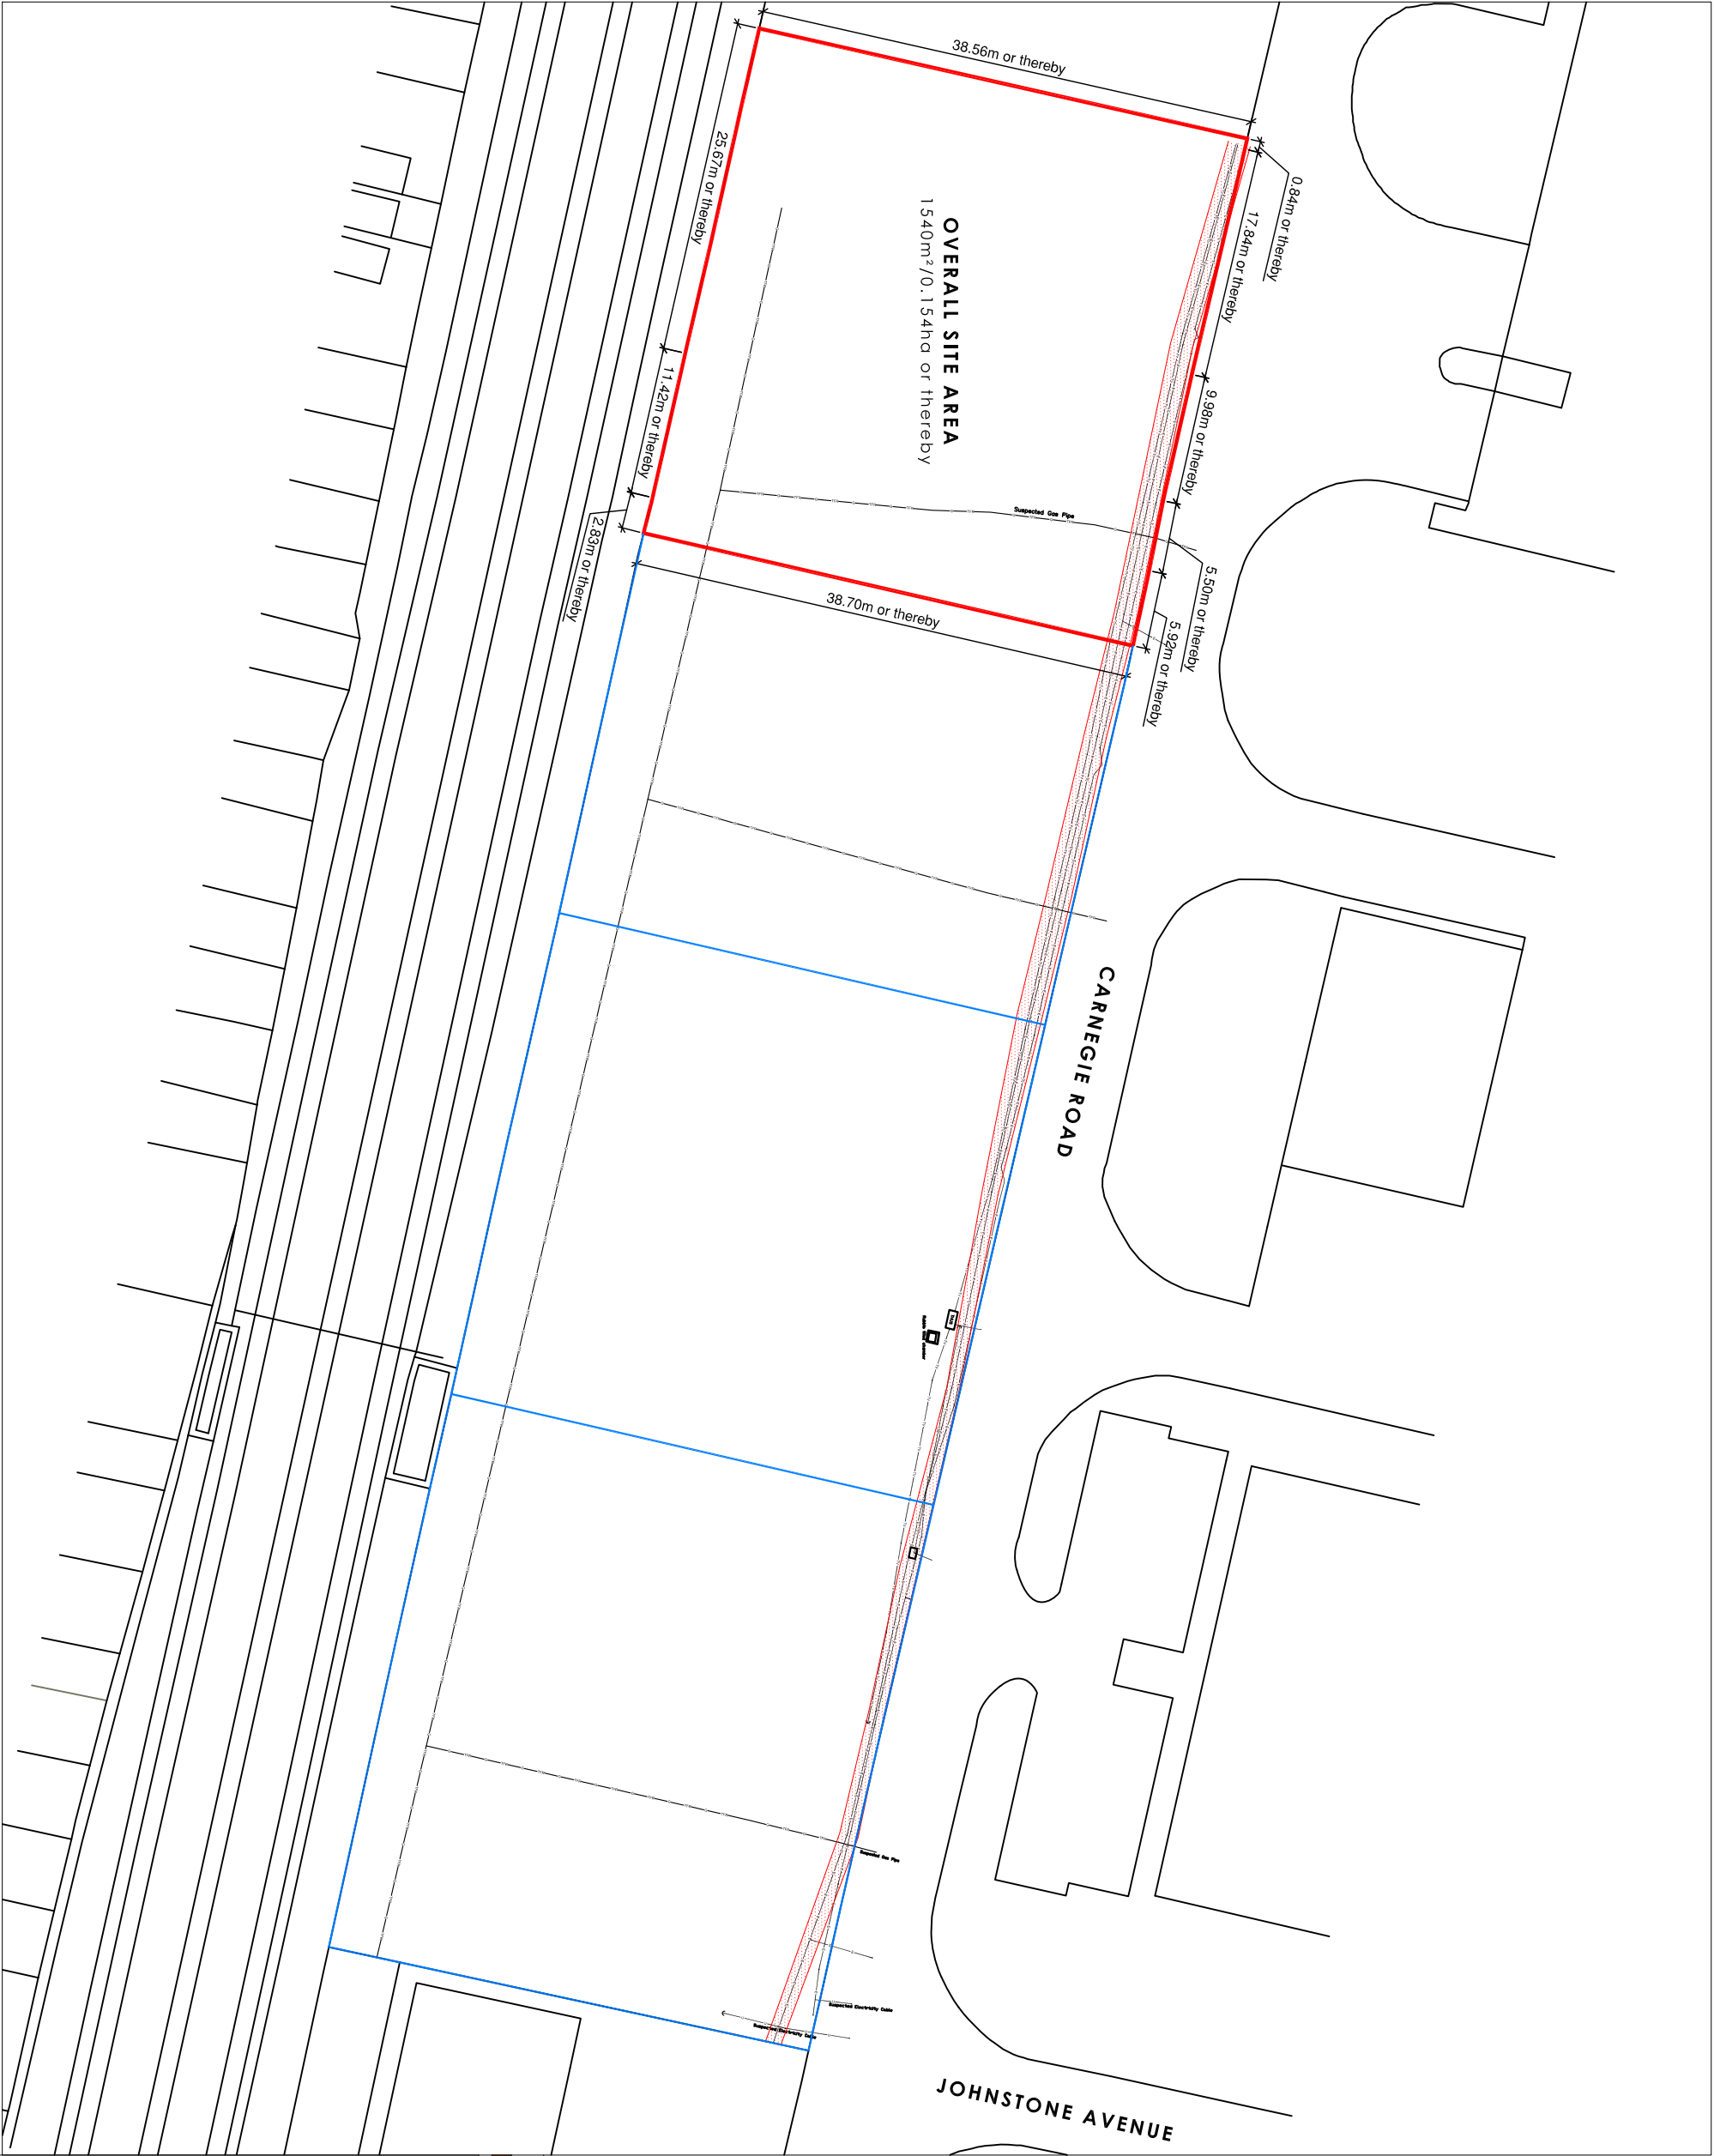 38.56m or thereby
0.84m or thereby
17.84m or thereby
25.67m or thereby
OVERALL SITE AREA
1540m²/0.154ha or thereby
9.98m or thereby
11.42m or thereby
Suspected Gas Pipe
2.83m or thereby
5.50m or thereby
38.70m or thereby
5.92m or thereby
CARNEGIE ROAD
Suspected Gas Pipe
Suspected Electricity Cable
Suspected Electricity Cable
JOHNSTONE AVENUE